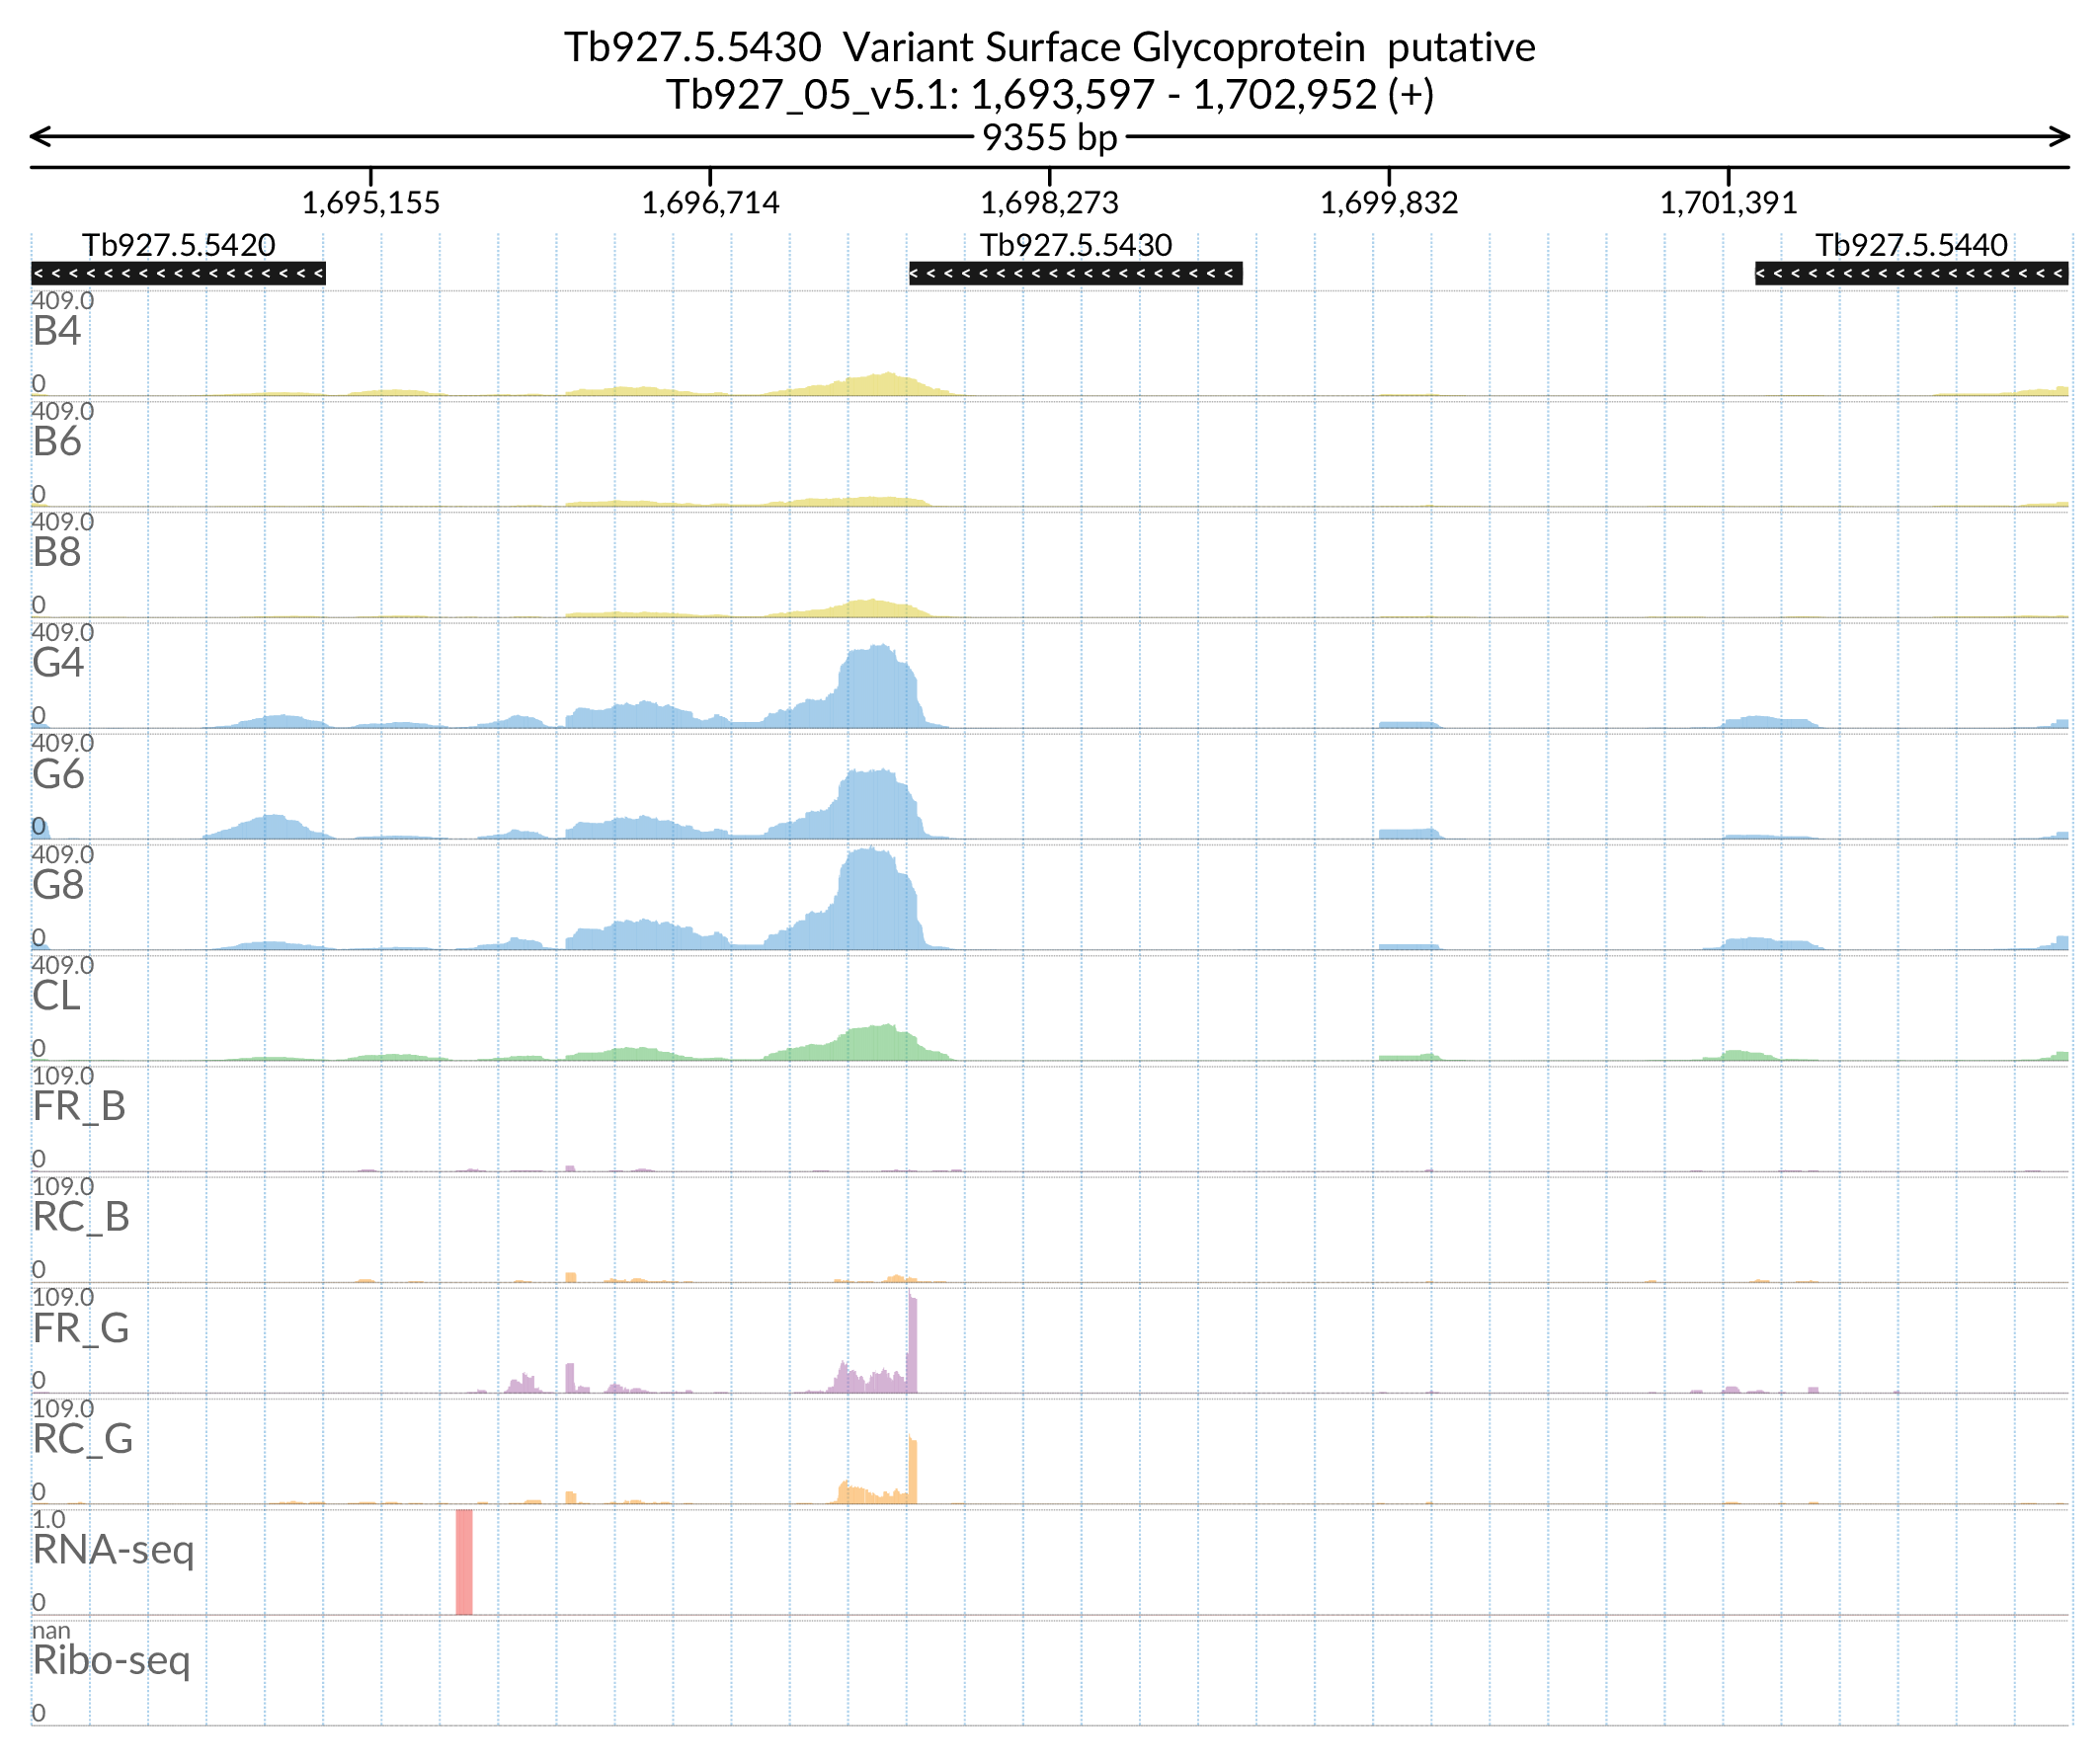 Tb927.5.5430  Variant Surface Glycoprotein  putative
Tb927_05_v5.1: 1,693,597 - 1,702,952 (+)
9355 bp
1,695,155 1,696,714 1,698,273 1,699,832 1,701,391
Tb927.5.5420 Tb927.5.5430 Tb927.5.5440
409.0
B4
0
409.0
B6
0
409.0
B8
0
409.0
G4
0
409.0
G6
0
409.0
G8
0
409.0
CL
0
109.0
FR_B
0
109.0
RC_B
0
109.0
FR_G
0
109.0
RC_G
0
1.0
RNA-seq
0
nan
Ribo-seq
0